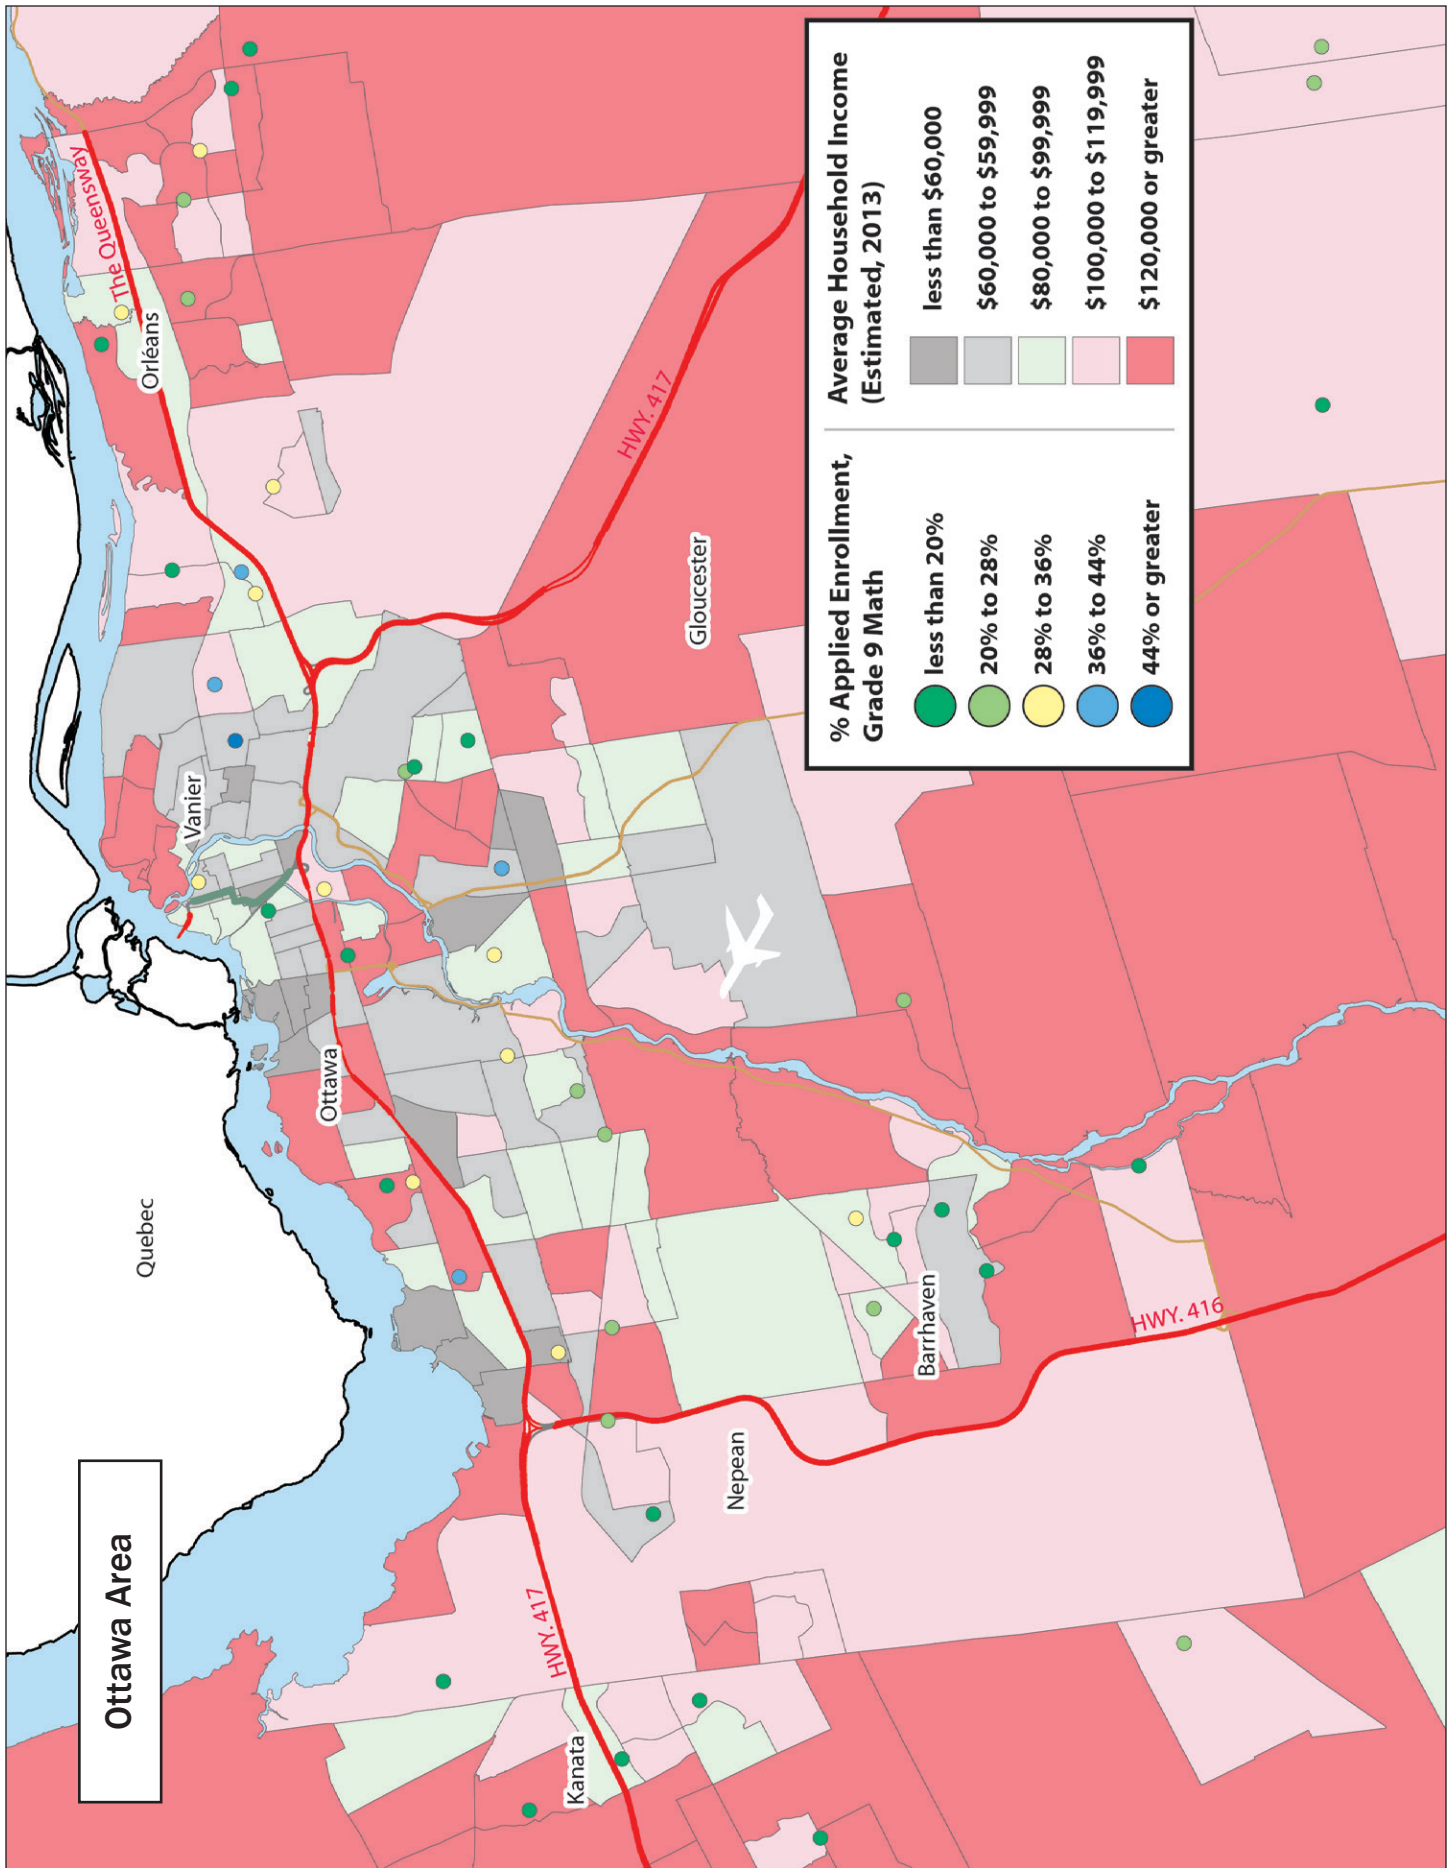 Ottawa Area
Quebec
Ottawa
Vanier
Orléans
The Queensway
HWY. 417
Kanata
HWY. 417
Nepean
Barrhaven
HWY. 416
Gloucester
% Applied Enrollment,
Grade 9 Math
less than 20%
20% to 28%
28% to 36%
36% to 44%
44% or greater
Average Household Income
(Estimated, 2013)
less than $60,000
$60,000 to $59,999
$80,000 to $99,999
$100,000 to $119,999
$120,000 or greater